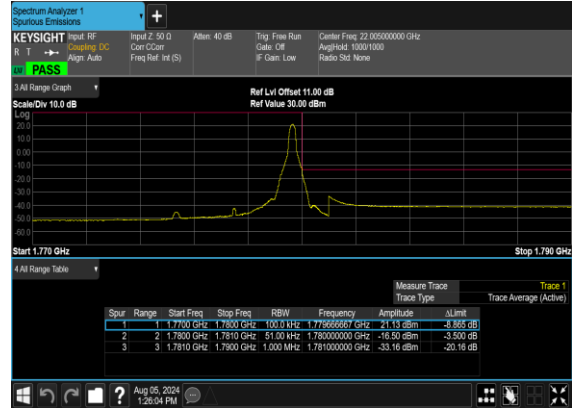 Spectrum Analyzer 1
Spurious Emissions
KEYSIGHT Input: RF Input Z: 50 Ω Atten: 40 dB Trig: Free Run Center Freq: 22.005000000 GHz
R T Coupling: DC Corr CCorr Gate: Off Avg|Hold: 1000/1000
Align: Auto Freq Ref: Int (S) IF Gain: Low Radio Std: None
PASS
3 All Range Graph
Ref Lvl Offset 11.00 dB
Scale/Div 10.0 dB Ref Value 30.00 dBm
Log
20.0
10.0
0.00
-10.0
-20.0
-30.0
-40.0
-50.0
-60.0
Start 1.770 GHz Stop 1.790 GHz
4 All Range Table
Measure Trace Trace 1
Trace Type Trace Average (Active)
Spur Range Start Freq Stop Freq RBW Frequency Amplitude ΔLimit
1 1 1.7700 GHz 1.7800 GHz 100.0 kHz 1.779666667 GHz 21.13 dBm -8.865 dB
2 2 1.7800 GHz 1.7810 GHz 51.00 kHz 1.780000000 GHz -16.50 dBm -3.500 dB
3 3 1.7810 GHz 1.7900 GHz 1.000 MHz 1.781000000 GHz -33.16 dBm -20.16 dB
? Aug 05, 2024
1:26:04 PM